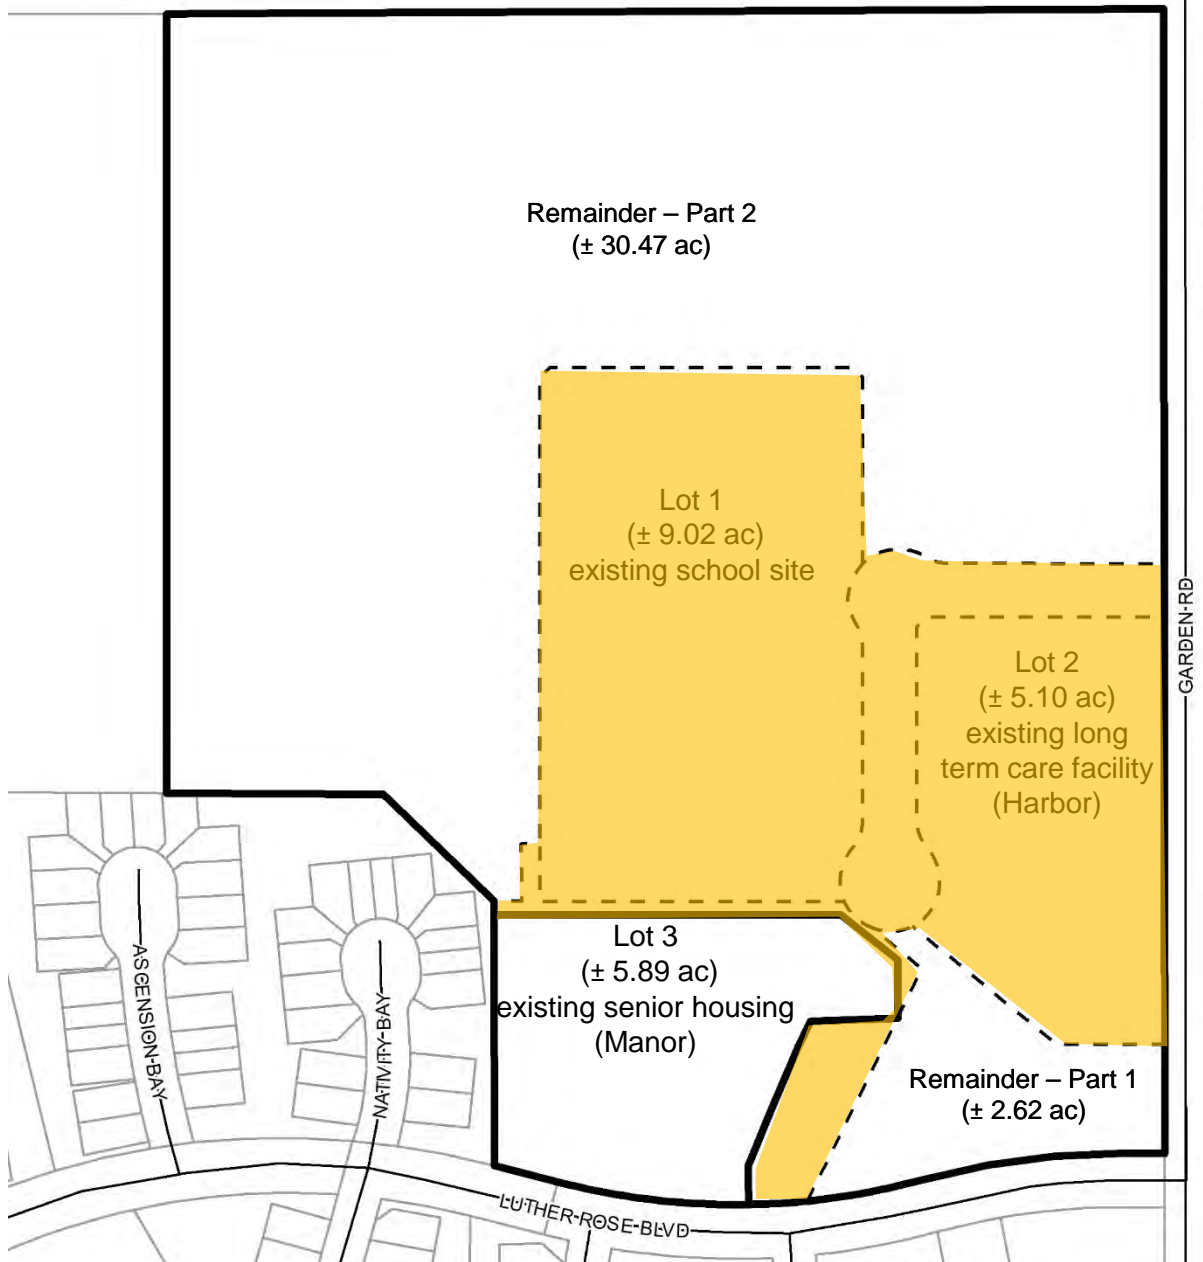 Remainder – Part 2
(± 30.47 ac)
Lot 1
(± 9.02 ac)
existing school site
GARDEN RD
Lot 2
(± 5.10 ac)
existing long
term care facility
(Harbor)
Lot 3
(± 5.89 ac)
existing senior housing
(Manor)
ASCENSION BAY
NATIVITY BAY
Remainder – Part 1
(± 2.62 ac)
LUTHER ROSE BLVD